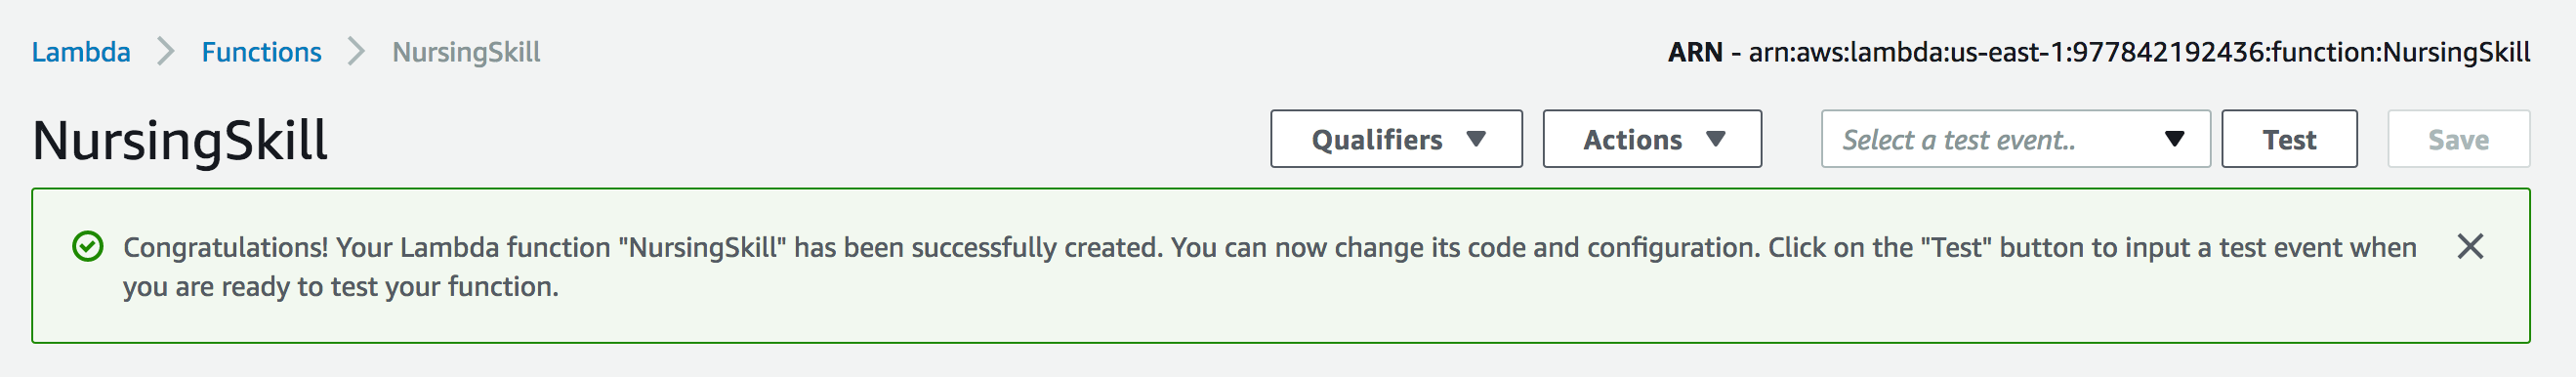 Lambda Functions NursingSkill
ARN - arn:aws:lambda:us-east-1:977842192436:function:NursingSkill
NursingSkill
Qualifiers
Actions
Select a test event..
Test
Save
Congratulations! Your Lambda function "NursingSkill" has been successfully created. You can now change its code and configuration. Click on the "Test" button to input a test event when
you are ready to test your function.